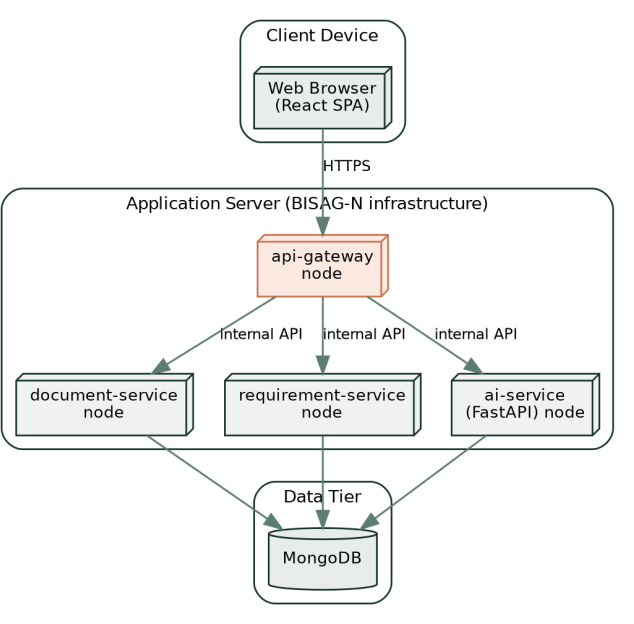 Client Device
Web Browser
(React SPA)
HTTPS
Application Server (BISAG-N infrastructure)
api-gateway
node
internal API
internal API
internal API
document-service
node
requirement-service
node
ai-service
(FastAPI) node
Data Tier
MongoDB